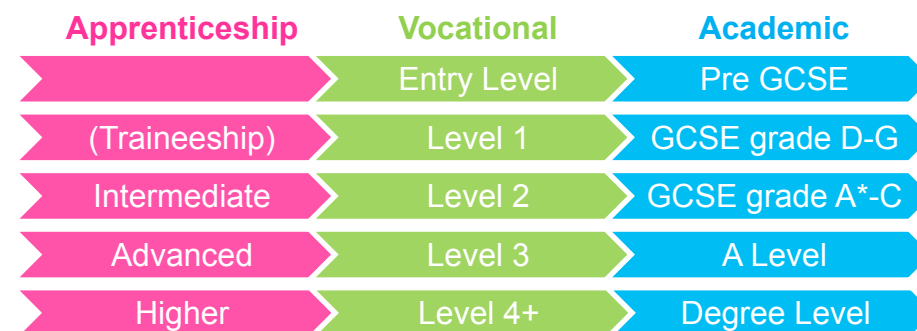 Apprenticeship Vocational Academic
Entry Level Pre GCSE
(Traineeship) Level 1 GCSE grade D-G
Intermediate Level 2 GCSE grade A*-C
Advanced Level 3 A Level
Higher Level 4+ Degree Level